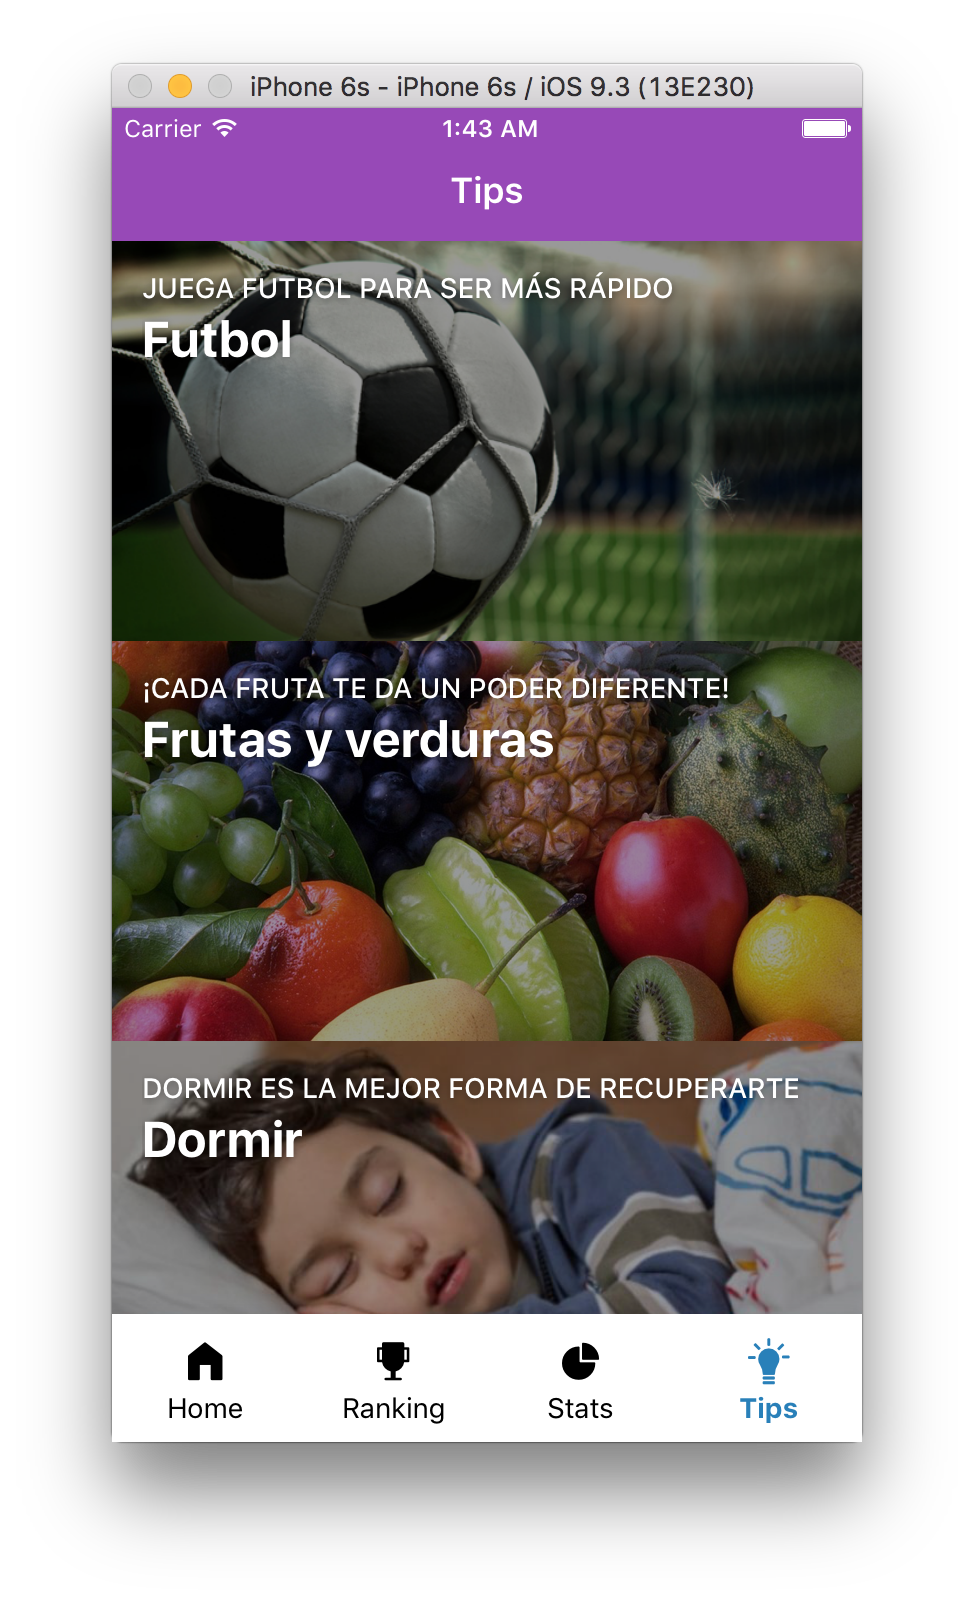 iPhone 6s - iPhone 6s / iOS 9.3 (13E230)
Carrier 1:43 AM
Tips
JUEGA FUTBOL PARA SER MÁS RÁPIDO
Futbol
¡CADA FRUTA TE DA UN PODER DIFERENTE!
Frutas y verduras
DORMIR ES LA MEJOR FORMA DE RECUPERARTE
Dormir
Home Ranking Stats Tips